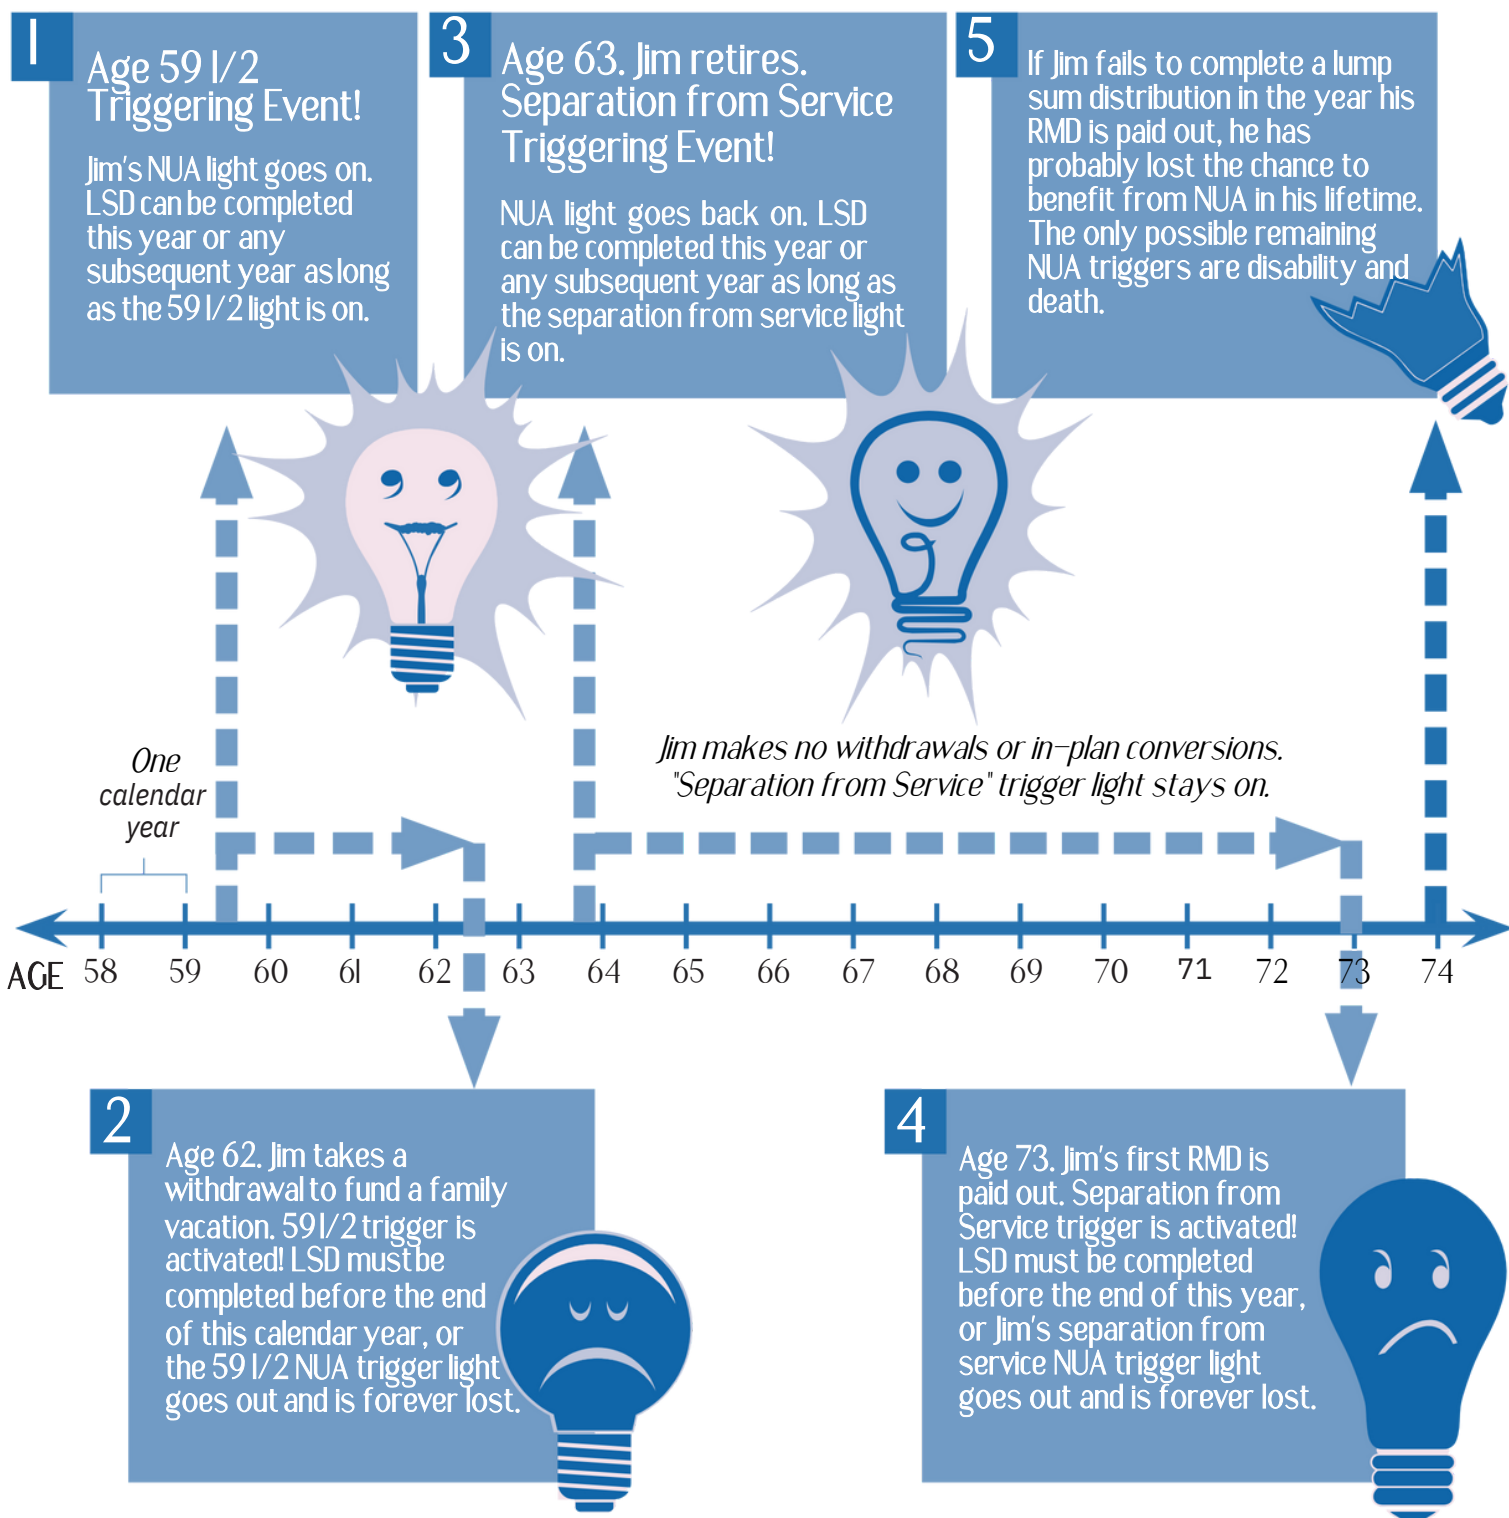 1
Age 59 1/2
Triggering Event!
Jim's NUA light goes on.
LSD can be completed
this year or any
subsequent year as long
as the 59 1/2 light is on.
3
Age 63. Jim retires.
Separation from Service
Triggering Event!
NUA light goes back on. LSD
can be completed this year or
any subsequent year as long as
the separation from service light
is on.
5
If Jim fails to complete a lump
sum distribution in the year his
RMD is paid out, he has
probably lost the chance to
benefit from NUA in his lifetime.
The only possible remaining
NUA triggers are disability and
death.
One
calendar
year
Jim makes no withdrawals or in-plan conversions.
"Separation from Service" trigger light stays on.
AGE 58 59 60 61 62 63 64 65 66 67 68 69 70 71 72 73 74
2
Age 62. Jim takes a
withdrawal to fund a family
vacation. 59 1/2 trigger is
activated! LSD must be
completed before the end
of this calendar year, or
the 59 1/2 NUA trigger light
goes out and is forever lost.
4
Age 73. Jim's first RMD is
paid out. Separation from
Service trigger is activated!
LSD must be completed
before the end of this year,
or Jim's separation from
service NUA trigger light
goes out and is forever lost.